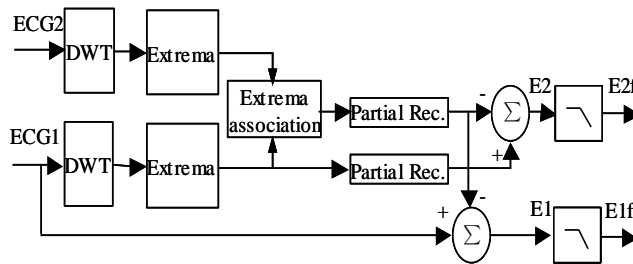 ECG2
DWT
Extrema
Extrema
association
Partial Rec.
-
Σ
E2
E2f
ECG1
DWT
Extrema
Partial Rec.
+
-
+
Σ
E1
E1f